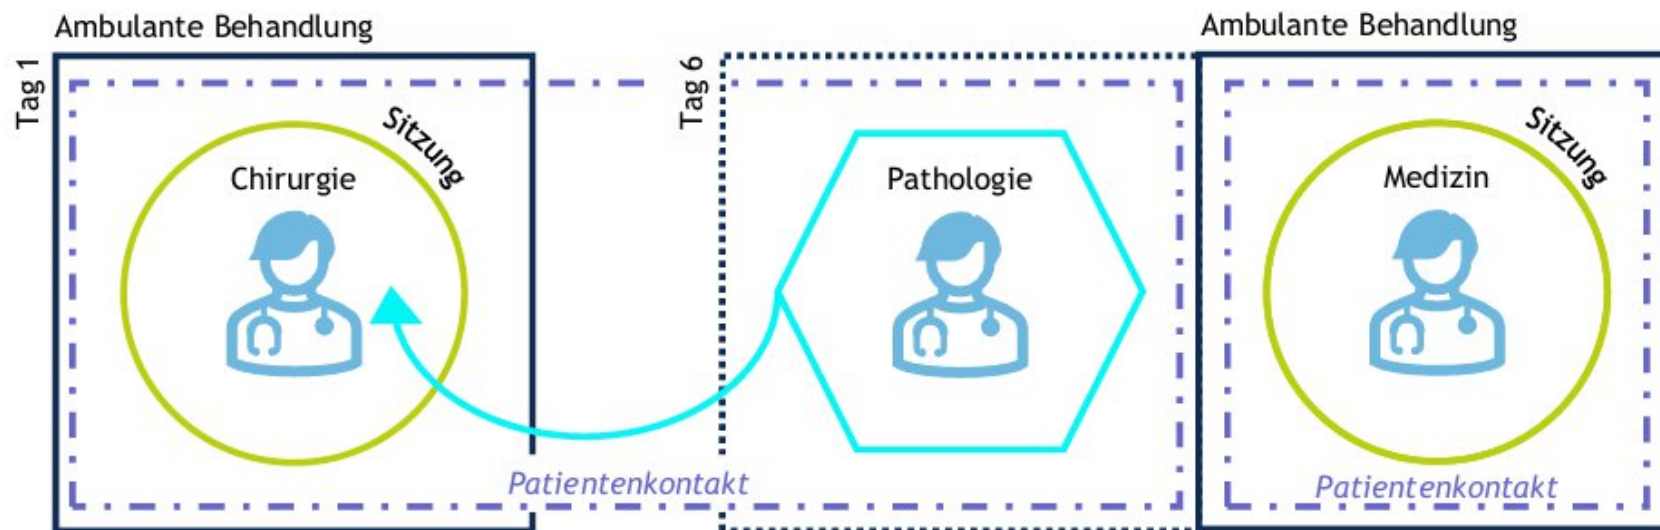 Ambulante Behandlung
Ambulante Behandlung
Tag 1
Tag 6
Sitzung
Sitzung
Chirurgie
Pathologie
Medizin
Patientenkontakt
Patientenkontakt